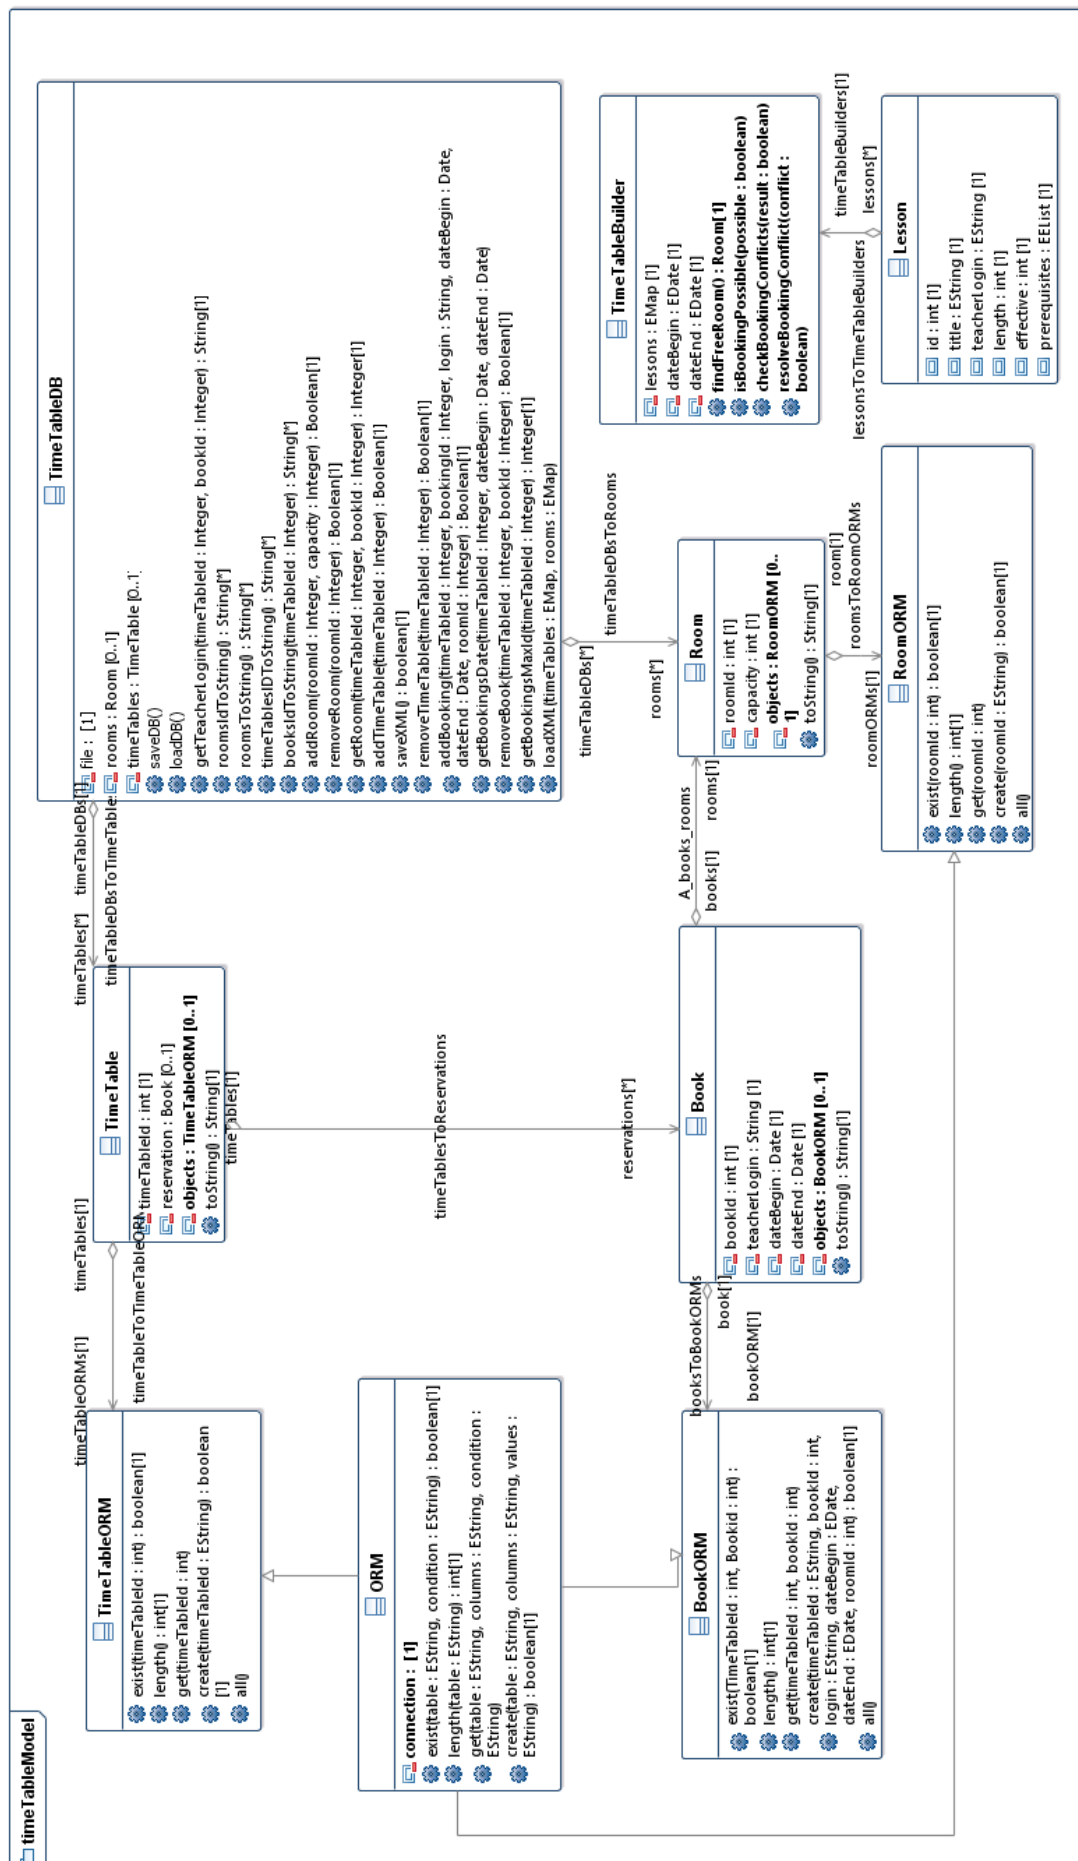 timeTableModel
TimeTableORM
exist(timeTableId : int) : boolean[1]
length() : int[1]
get(timeTableId : int)
create(timeTableId : EString) : boolean
[1]
all()
timeTableORMs[1]
timeTableToTimeTableORM
timeTables[1]
TimeTable
timeTableId : int [1]
reservation : Book [0..1]
objects : TimeTableORM [0..1]
toString() : String[1]
timeTables[1]
timeTables[*]
timeTableDBsToTimeTable
timeTableDBs[1]
TimeTableDB
file : [1]
rooms : Room [0..1]
timeTables : TimeTable [0..1]
saveDB()
loadDB()
getTeacherLogin(timeTableId : Integer, bookId : Integer) : String[1]
roomsIdToString() : String[*]
roomsToString() : String[*]
timeTablesIDToString() : String[*]
booksIdToString(timeTableId : Integer) : String[*]
addRoom(roomId : Integer, capacity : Integer) : Boolean[1]
removeRoom(roomId : Integer) : Boolean[1]
getRoom(timeTableId : Integer, bookId : Integer) : Integer[1]
addTimeTable(timeTableId : Integer) : Boolean[1]
saveXML() : boolean[1]
removeTimeTable(timeTableId : Integer) : Boolean[1]
addBooking(timeTableId : Integer, bookingId : Integer, login : String, dateBegin : Date,
dateEnd : Date, roomId : Integer) : Boolean[1]
getBookingsDate(timeTableId : Integer, dateBegin : Date, dateEnd : Date)
removeBook(timeTableId : Integer, bookId : Integer) : Boolean[1]
getBookingsMaxId(timeTableId : Integer) : Integer[1]
loadXML(timeTables : EMap, rooms : EMap)
ORM
connection : [1]
exist(table : EString, condition : EString) : boolean[1]
length(table : EString) : int[1]
get(table : EString, columns : EString, condition :
EString)
create(table : EString, columns : EString, values :
EString) : boolean[1]
timeTablesToReservations
reservations[*]
timeTableDBs[*]
timeTableDBsToRooms
rooms[*]
TimeTableBuilder
lessons : EMap [1]
dateBegin : EDate [1]
dateEnd : EDate [1]
findFreeRoom() : Room[1]
isBookingPossible(possible : boolean)
checkBookingConflicts(result : boolean)
resolveBookingConflict(conflict :
boolean)
BookORM
exist(TimeTableId : int, Bookid : int) :
boolean[1]
length() : int[1]
get(timeTableId : int, bookId : int)
create(timeTableId : EString, bookId : int,
login : EString, dateBegin : EDate,
dateEnd : EDate, roomId : int) : boolean[1]
all()
booksToBookORMs
book[1]
bookORM[1]
Book
bookId : int [1]
teacherLogin : String [1]
dateBegin : Date [1]
dateEnd : Date [1]
objects : BookORM [0..1]
toString() : String[1]
A_books_rooms
books[1]
rooms[1]
Room
roomId : int [1]
capacity : int [1]
objects : RoomORM [0..
1]
toString() : String[1]
room[1]
roomsToRoomORMs
roomORMs[1]
RoomORM
exist(roomId : int) : boolean[1]
length() : int[1]
get(roomId : int)
create(roomId : EString) : boolean[1]
all()
timeTableBuilders[1]
lessons[*]
lessonsToTimeTableBuilders
Lesson
id : int [1]
title : EString [1]
teacherLogin : EString [1]
length : int [1]
effective : int [1]
prerequisites : EEList [1]